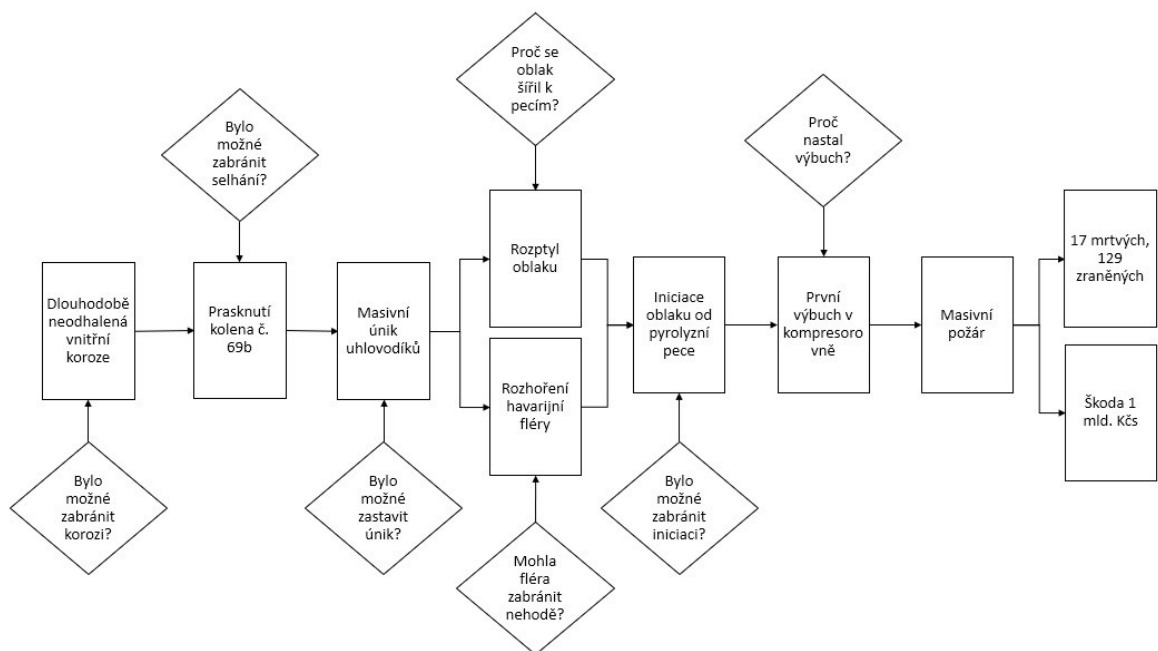 Proč se
oblak
šířil k
pecím?
Bylo
možné
zabránit
selhání?
Proč
nastal
výbuch?
Dlouhodobě
neodhalená
vnitřní
koroze
Prasknutí
kolena č.
69b
Masivní
únik
uhlovodíků
Rozptyl
oblaku
Rozhoření
havarijní
fléry
Iniciace
oblaku od
pyrolyzní
pece
První
výbuch v
kompresoro
vně
Masivní
požár
17 mrtvých,
129
zraněných
Škoda 1
mld. Kčs
Bylo
možné
zabránit
korozi?
Bylo
možné
zastavit
únik?
Mohla
fléra
zabránit
nehodě?
Bylo
možné
zabránit
iniciaci?